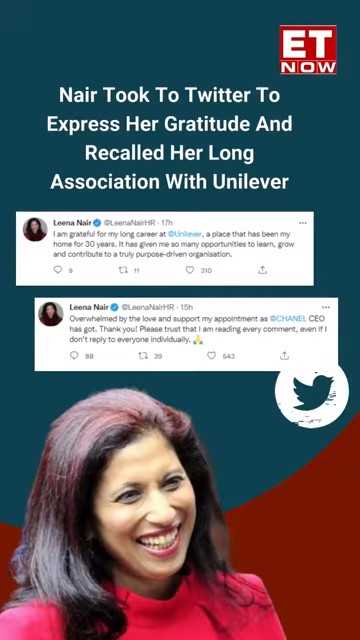 ET
NOW
Nair Took To Twitter To
Express Her Gratitude And
Recalled Her Long
Association With Unilever
Leena Nair @LeenaNairHR · 17h
I am grateful for my long career at @Unilever, a place that has been my
home for 30 years. It has given me so many opportunities to learn, grow
and contribute to a truly purpose-driven organisation.
9 11 310
Leena Nair @LeenaNairHR · 15h
Overwhelmed by the love and support my appointment as @CHANEL CEO
has got. Thank you! Please trust that I am reading every comment, even if I
don't reply to everyone individually. 🙏
88 39 543